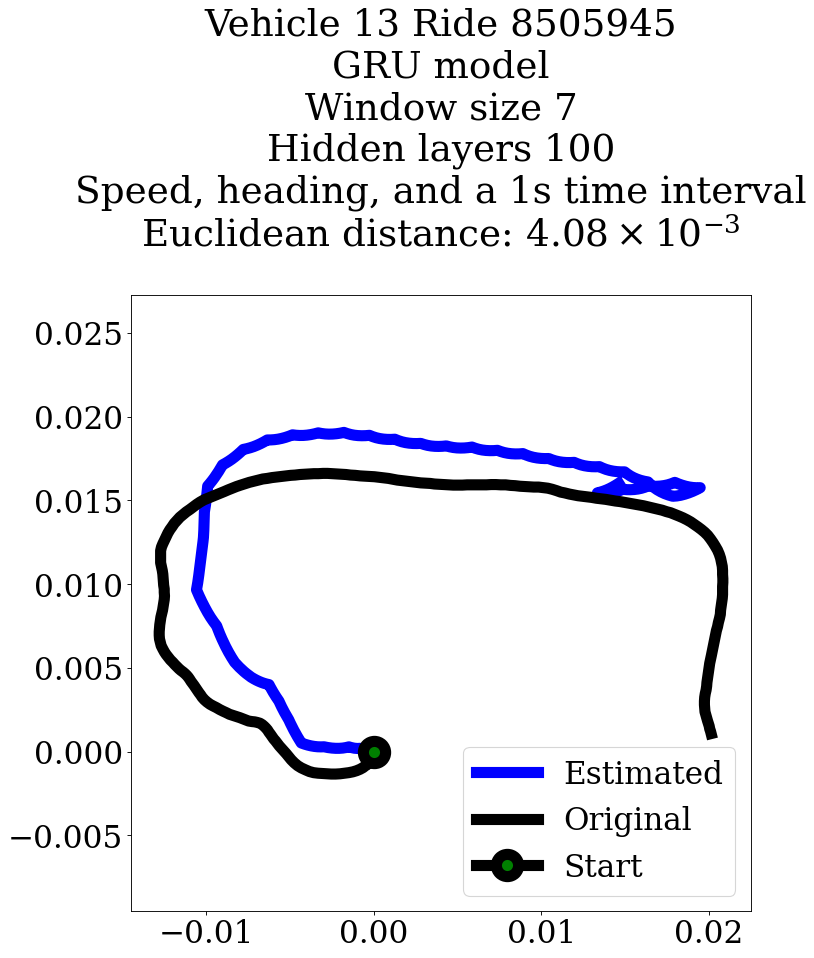 Vehicle 13 Ride 8505945
GRU model
Window size 7
Hidden layers 100
Speed, heading, and a 1s time interval
Euclidean distance: 4.08 × 10⁻³
0.025
0.020
0.015
0.010
0.005
0.000
−0.005
Estimated
Original
Start
−0.01 0.00 0.01 0.02